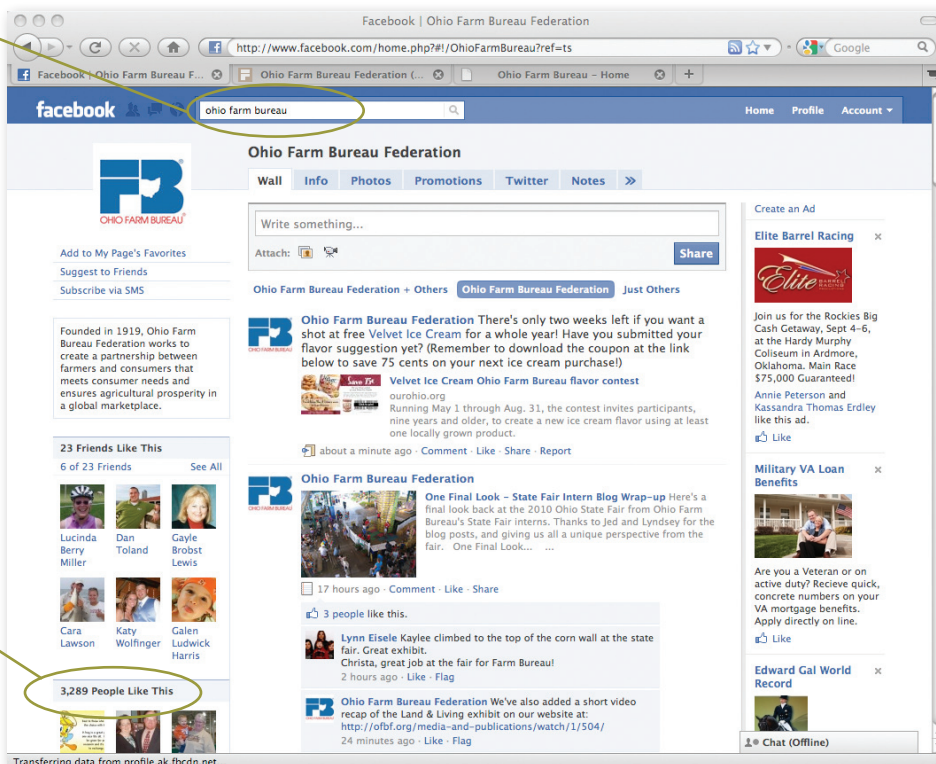 Facebook | Ohio Farm Bureau Federation
http://www.facebook.com/home.php?#!/OhioFarmBureau?ref=ts
Google
Facebook | Ohio Farm Bureau F...
Ohio Farm Bureau Federation (...
Ohio Farm Bureau - Home
facebook
ohio farm bureau
Home Profile Account
FB
OHIO FARM BUREAU
Add to My Page's Favorites
Suggest to Friends
Subscribe via SMS
Founded in 1919, Ohio Farm
Bureau Federation works to
create a partnership between
farmers and consumers that
meets consumer needs and
ensures agricultural prosperity in
a global marketplace.
23 Friends Like This
6 of 23 Friends See All
Lucinda
Berry
Miller
Dan
Toland
Gayle
Brobst
Lewis
Cara
Lawson
Katy
Wolfinger
Galen
Ludwick
Harris
3,289 People Like This
Ohio Farm Bureau Federation
Wall Info Photos Promotions Twitter Notes »
Write something...
Attach:
Share
Ohio Farm Bureau Federation + Others Ohio Farm Bureau Federation Just Others
Ohio Farm Bureau Federation There's only two weeks left if you want a
shot at free Velvet Ice Cream for a whole year! Have you submitted your
flavor suggestion yet? (Remember to download the coupon at the link
below to save 75 cents on your next ice cream purchase!)
Save 75¢
Velvet Ice Cream Ohio Farm Bureau flavor contest
ourohio.org
Running May 1 through Aug. 31, the contest invites participants,
nine years and older, to create a new ice cream flavor using at least
one locally grown product.
about a minute ago · Comment · Like · Share · Report
Ohio Farm Bureau Federation
One Final Look - State Fair Intern Blog Wrap-up Here's a
final look back at the 2010 Ohio State Fair from Ohio Farm
Bureau's State Fair interns. Thanks to Jed and Lyndsey for the
blog posts, and giving us all a unique perspective from the
fair. One Final Look... ...
17 hours ago · Comment · Like · Share
3 people like this.
Lynn Eisele Kaylee climbed to the top of the corn wall at the state
fair. Great exhibit.
Christa, great job at the fair for Farm Bureau!
2 hours ago · Like · Flag
Ohio Farm Bureau Federation We've also added a short video
recap of the Land & Living exhibit on our website at:
http://ofbf.org/media-and-publications/watch/1/504/
24 minutes ago · Like · Flag
Create an Ad
Elite Barrel Racing
Elite
Join us for the Rockies Big
Cash Getaway, Sept 4-6,
at the Hardy Murphy
Coliseum in Ardmore,
Oklahoma. Main Race
$75,000 Guaranteed!
Annie Peterson and
Kassandra Thomas Erdley
like this ad.
Like
Military VA Loan
Benefits
Are you a Veteran or on
active duty? Recieve quick,
concrete numbers on your
VA mortgage benefits.
Apply directly on line.
Like
Edward Gal World
Record
Chat (Offline)
Transferring data from profile.ak.fbcdn.net